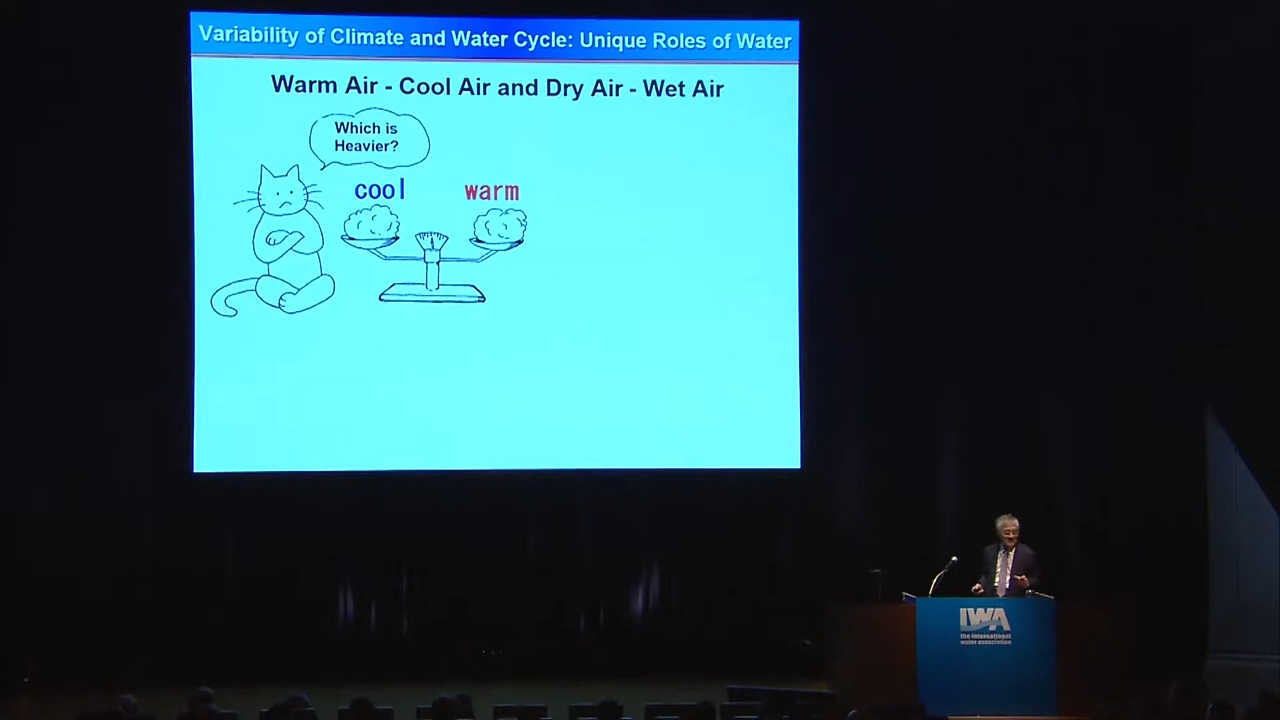 Variability of Climate and Water Cycle: Unique Roles of Water
Warm Air - Cool Air and Dry Air - Wet Air
Which is
Heavier?
cool
warm
IWA
the international
water association